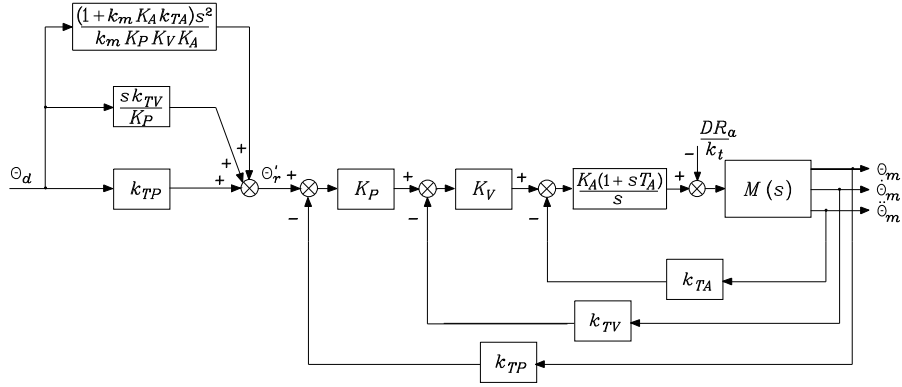 (1+k_m K_A k_TA)s²
k_m K_P K_V K_A
s k_TV
K_P
Θ_d
k_TP
+
+
+
Θ'_r
+
-
K_P
+
-
K_V
+
-
K_A(1+sT_A)
s
+
-
DR_a
k_t
M(s)
Θ_m
Θ̇_m
Θ̈_m
k_TA
k_TV
k_TP